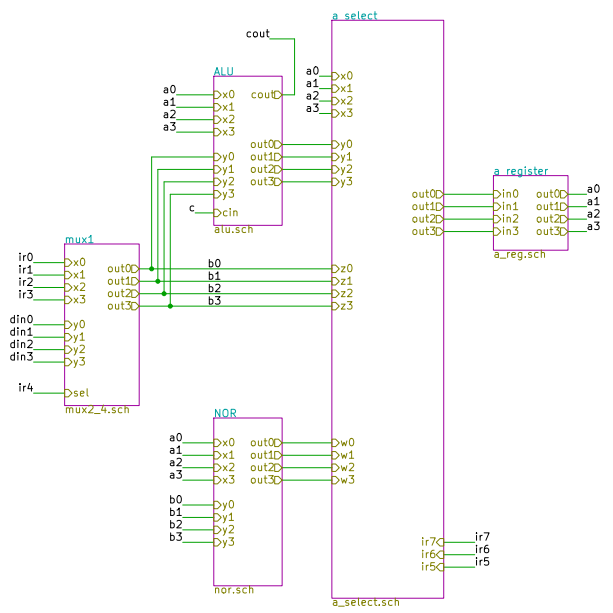 cout
a_select
ALU
a0
a1
a2
a3
x0
x1
x2
x3
cout
out0
out1
out2
out3
y0
y1
y2
y3
c
cin
alu.sch
a0
a1
a2
a3
x0
x1
x2
x3
y0
y1
y2
y3
out0
out1
out2
out3
a_register
in0
in1
in2
in3
out0
out1
out2
out3
a0
a1
a2
a3
a_reg.sch
mux1
ir0
ir1
ir2
ir3
x0
x1
x2
x3
out0
out1
out2
out3
din0
din1
din2
din3
y0
y1
y2
y3
ir4
sel
mux2_4.sch
b0
b1
b2
b3
z0
z1
z2
z3
NOR
a0
a1
a2
a3
x0
x1
x2
x3
out0
out1
out2
out3
w0
w1
w2
w3
b0
b1
b2
b3
y0
y1
y2
y3
nor.sch
ir7
ir6
ir5
ir7
ir6
ir5
a_select.sch